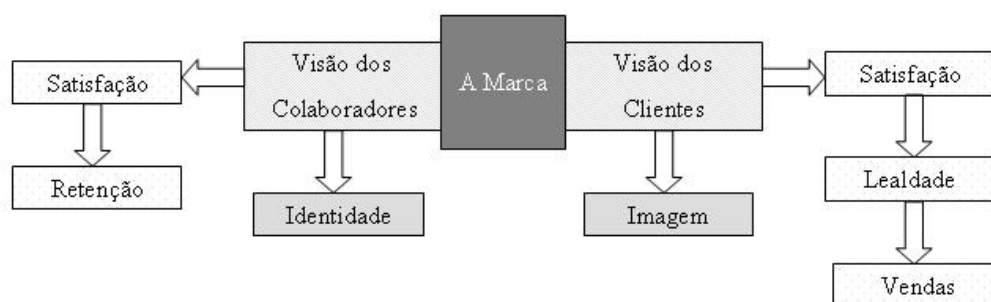 Satisfação
Retenção
Visão dos
Colaboradores
Identidade
A Marca
Visão dos
Clientes
Imagem
Satisfação
Lealdade
Vendas